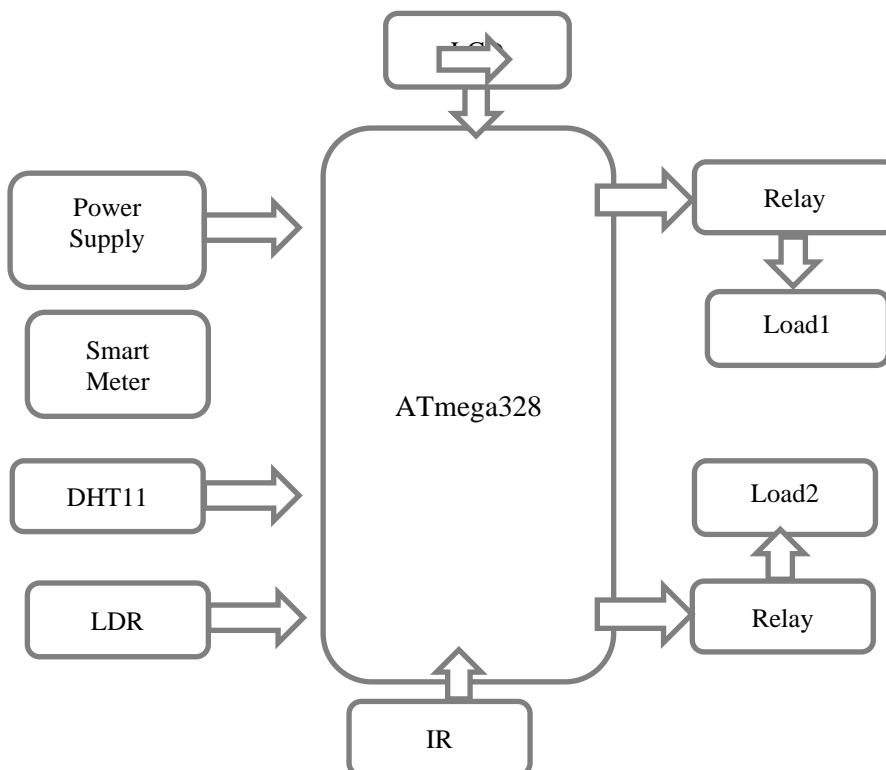 Power
Supply
Relay
Smart
Meter
Load1
ATmega328
DHT11
Load2
LDR
Relay
IR